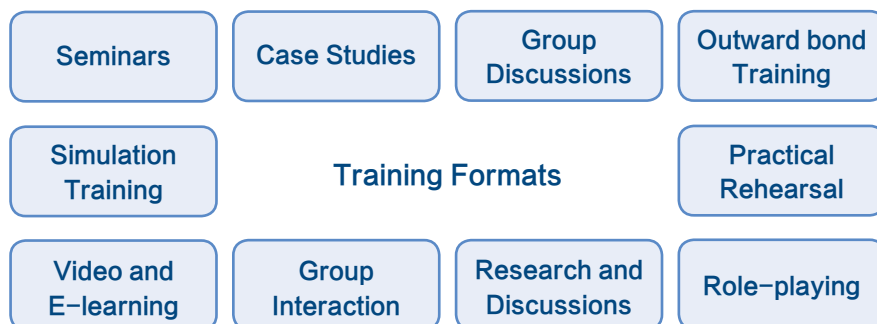 Seminars
Case Studies
Group
Discussions
Outward bond
Training
Simulation
Training
Training Formats
Practical
Rehearsal
Video and
E-learning
Group
Interaction
Research and
Discussions
Role-playing